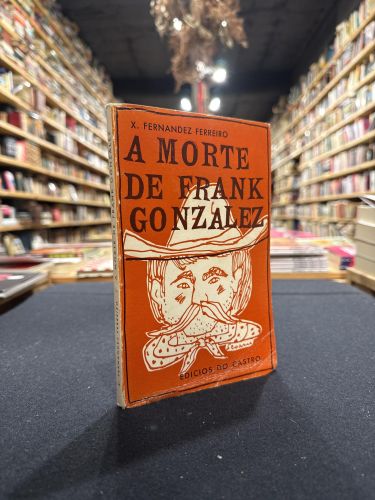 X. FERNANDEZ FERREIRO
A MORTE
DE FRANK
GONZALEZ
EDICIOS DO CASTRO